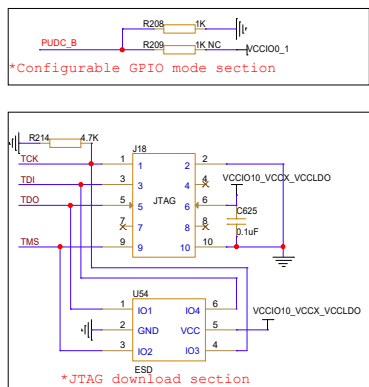 R208 1K
PUDC_B R209 1K NC VCCIO0_1
*Configurable GPIO mode section
R214 4.7K
J18
TCK 1 1 2 2
VCCIO10_VCCX_VCCLDO
TDI 3 3 4 4
JTAG C625
TDO 5 5 6 6
0.1uF
7 7 8 8
TMS 9 9 10 10
U54
1 IO1 IO4 6
VCCIO10_VCCX_VCCLDO
2 GND VCC 5
3 IO2 IO3 4
ESD
*JTAG download section